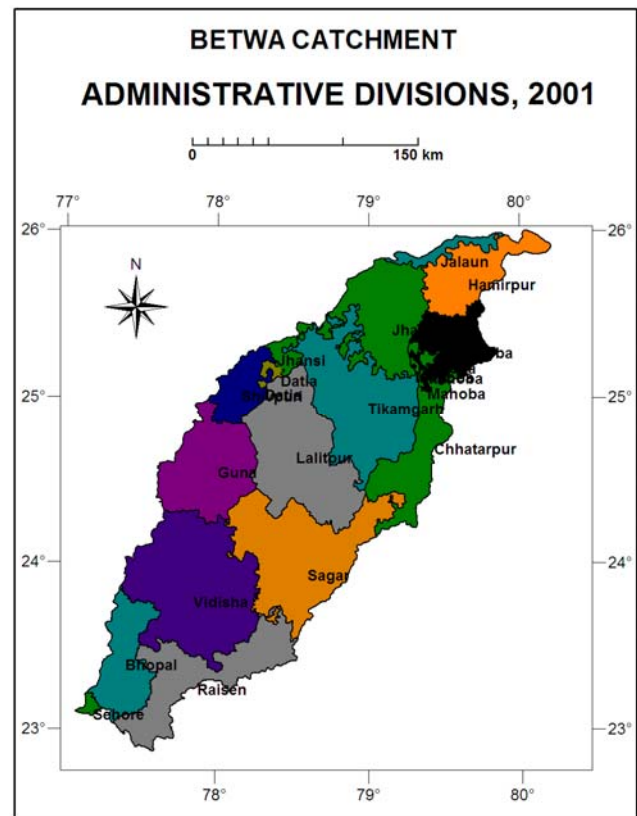 BETWA CATCHMENT
ADMINISTRATIVE DIVISIONS, 2001
0 150 km
77° 78° 79° 80°
26° 26°
N
Jalaun
Hamirpur
Jhansi
Datia
25° 25°
Mahoba
Tikamgarh
Chhatarpur
Lalitpur
Guna
24° 24°
Sagar
Vidisha
Bhopal
Raisen
Sehore
23° 23°
78° 79° 80°